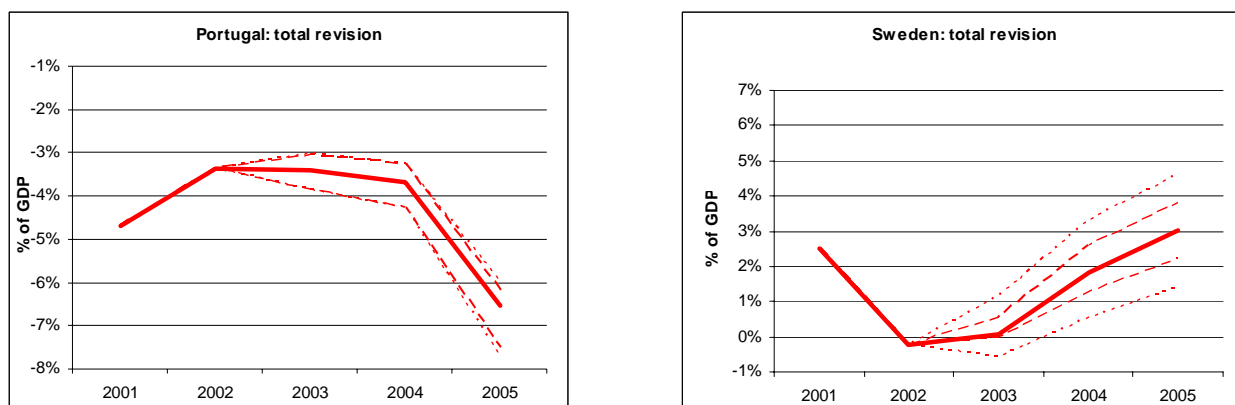 Portugal: total revision
% of GDP
-1%
-2%
-3%
-4%
-5%
-6%
-7%
-8%
2001 2002 2003 2004 2005
Sweden: total revision
% of GDP
7%
6%
5%
4%
3%
2%
1%
0%
-1%
2001 2002 2003 2004 2005